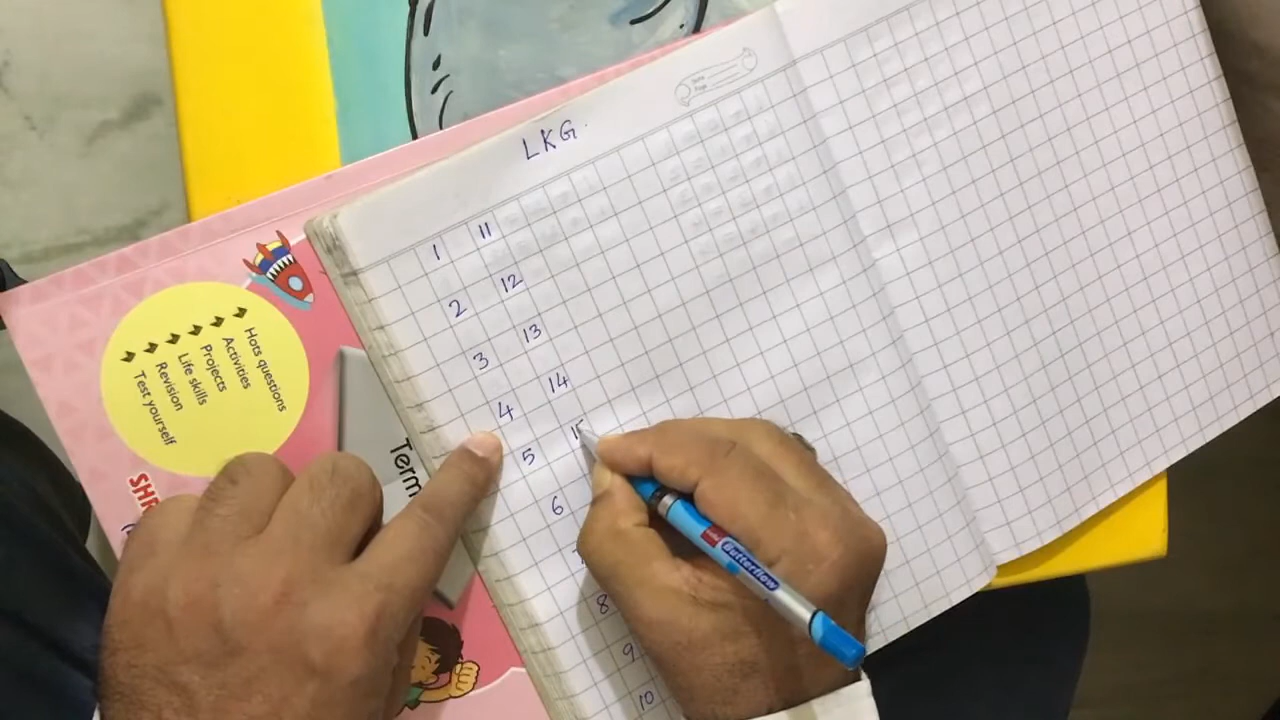 LKG.
1 11
2 12
3 13
4 14
5 15
6
8
9
10
Hots questions
Activities
Projects
Life skills
Revision
Test yourself
Term
SHR
Butterflow